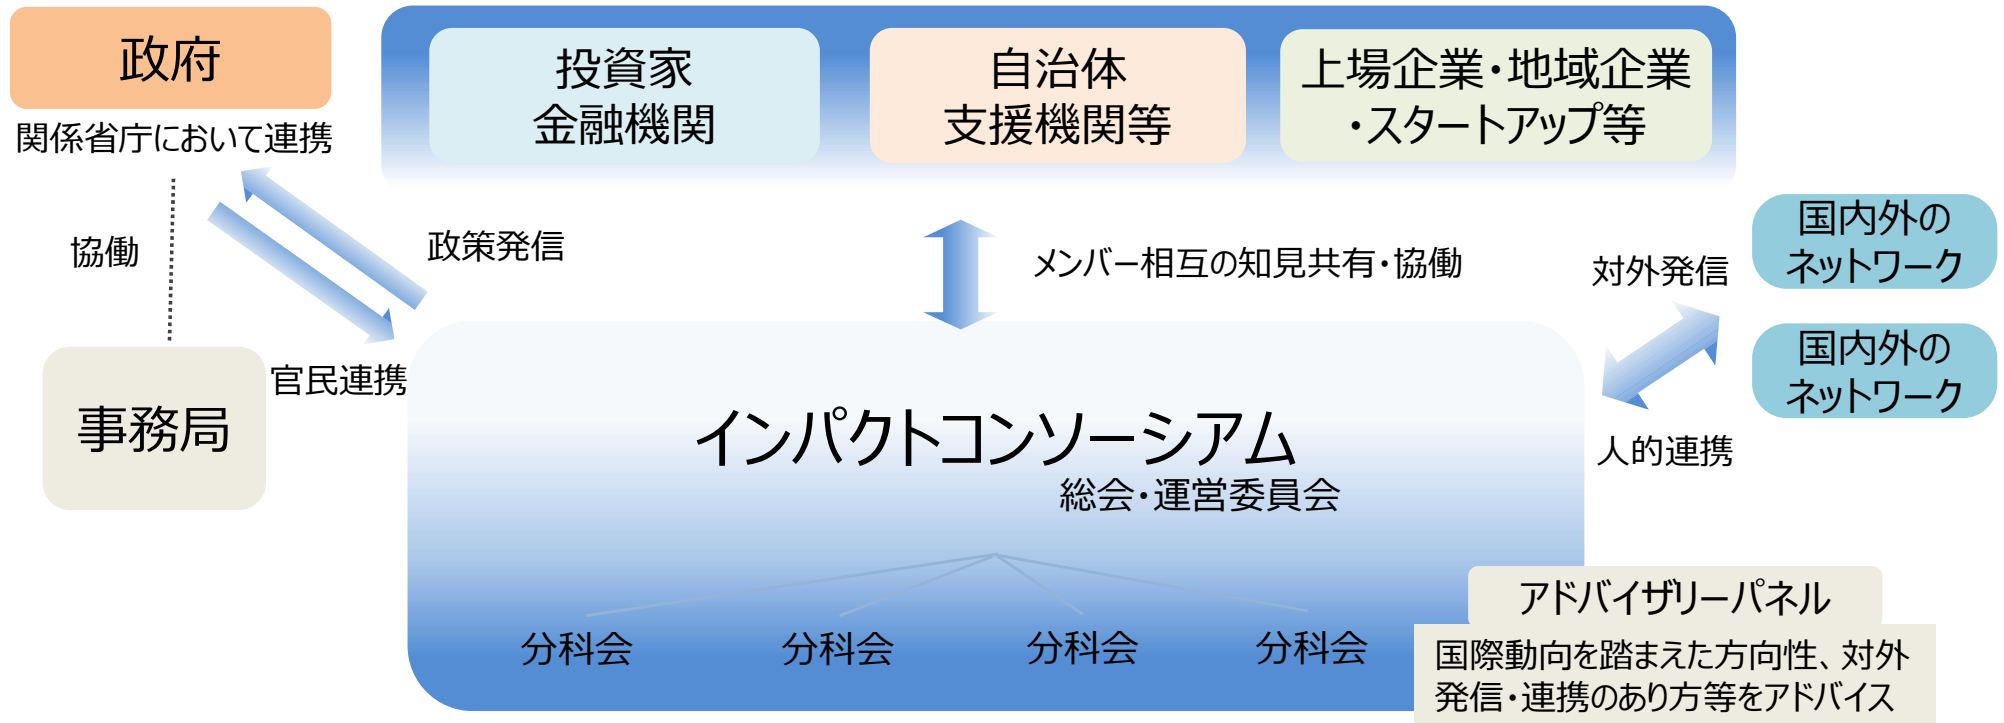 政府
関係省庁において連携
投資家
金融機関
自治体
支援機関等
上場企業・地域企業
・スタートアップ等
協働
政策発信
メンバー相互の知見共有・協働
対外発信
国内外の
ネットワーク
国内外の
ネットワーク
人的連携
事務局
官民連携
インパクトコンソーシアム
総会・運営委員会
分科会
分科会
分科会
分科会
アドバイザリーパネル
国際動向を踏まえた方向性、対外
発信・連携のあり方等をアドバイス